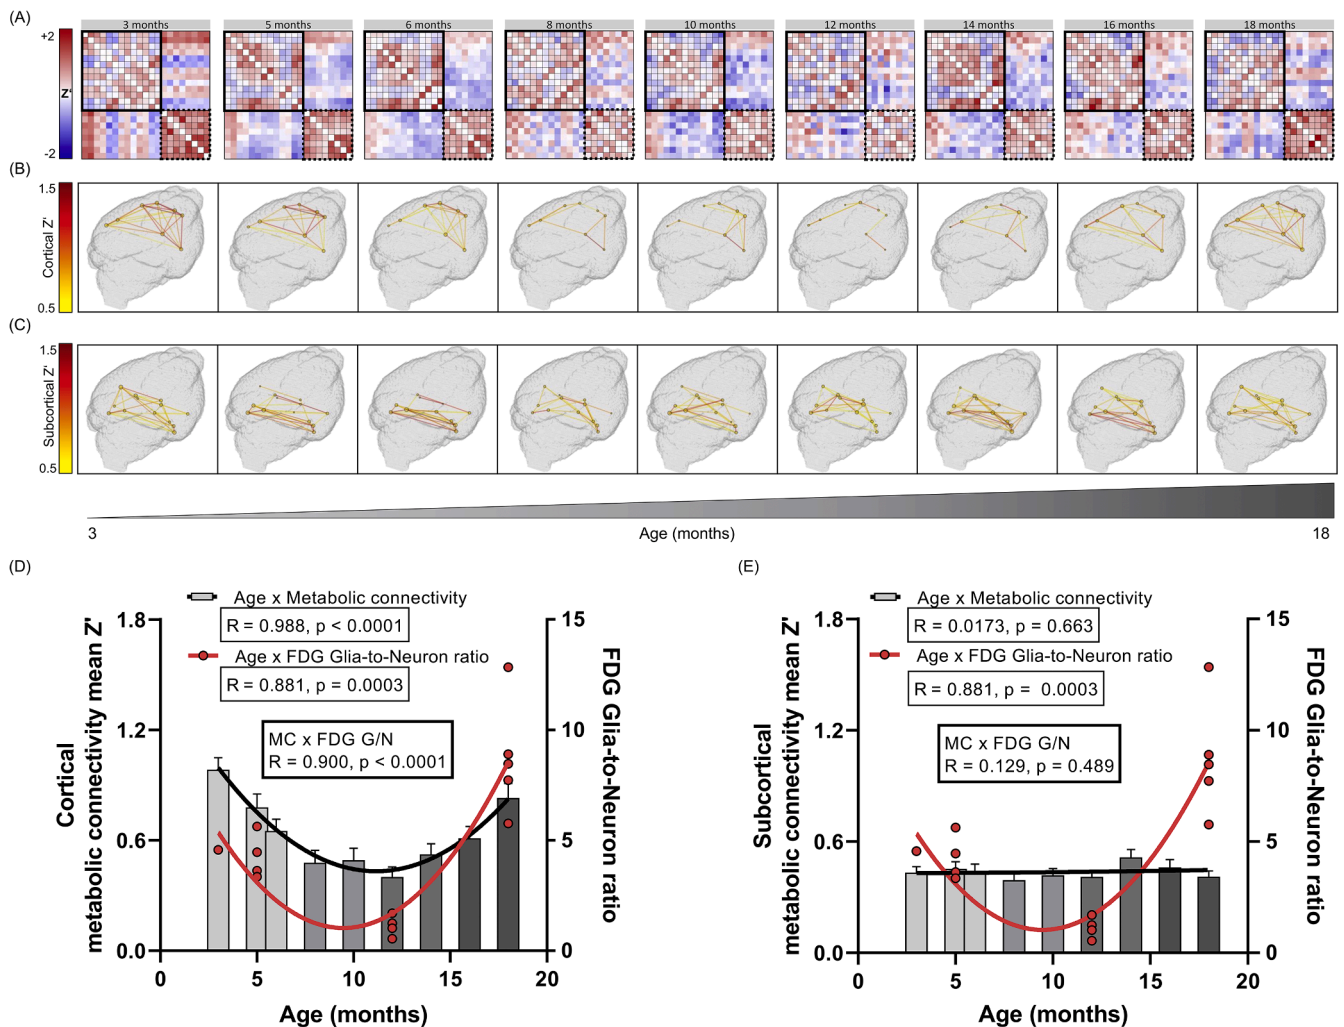 (A)
3 months
5 months
6 months
8 months
10 months
12 months
14 months
16 months
18 months
+2
Z'
-2
(B)
1.5
Cortical Z'
0.5
(C)
1.5
Subcortical Z'
0.5
3
Age (months)
18
(D)
Age x Metabolic connectivity
R = 0.988, p < 0.0001
Age x FDG Glia-to-Neuron ratio
R = 0.881, p = 0.0003
MC x FDG G/N
R = 0.900, p < 0.0001
Cortical
metabolic connectivity mean Z'
1.8
1.2
0.6
0.0
15
10
5
0
FDG Glia-to-Neuron ratio
0
5
10
15
20
Age (months)
(E)
Age x Metabolic connectivity
R = 0.0173, p = 0.663
Age x FDG Glia-to-Neuron ratio
R = 0.881, p = 0.0003
MC x FDG G/N
R = 0.129, p = 0.489
Subcortical
metabolic connectivity mean Z'
1.8
1.2
0.6
0.0
15
10
5
0
FDG Glia-to-Neuron ratio
0
5
10
15
20
Age (months)